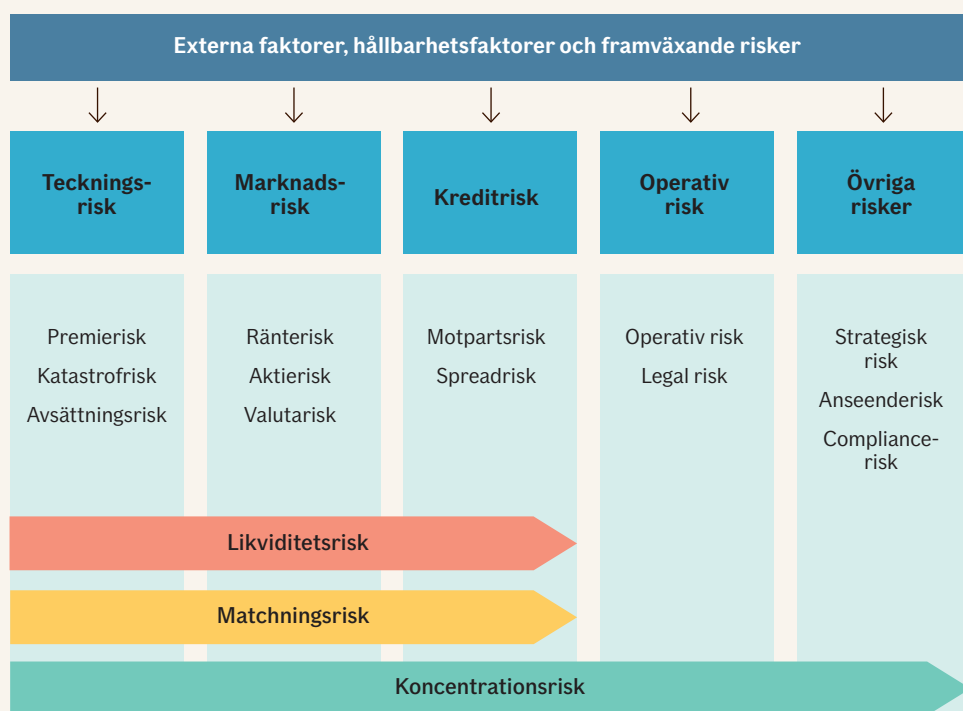 Externa faktorer, hållbarhetsfaktorer och framväxande risker
Tecknings-
risk
Marknads-
risk
Kreditrisk
Operativ
risk
Övriga
risker
Premierisk
Katastrofrisk
Avsättningsrisk
Ränterisk
Aktierisk
Valutarisk
Motpartsrisk
Spreadrisk
Operativ risk
Legal risk
Strategisk
risk
Anseenderisk
Compliance-
risk
Likviditetsrisk
Matchningsrisk
Koncentrationsrisk